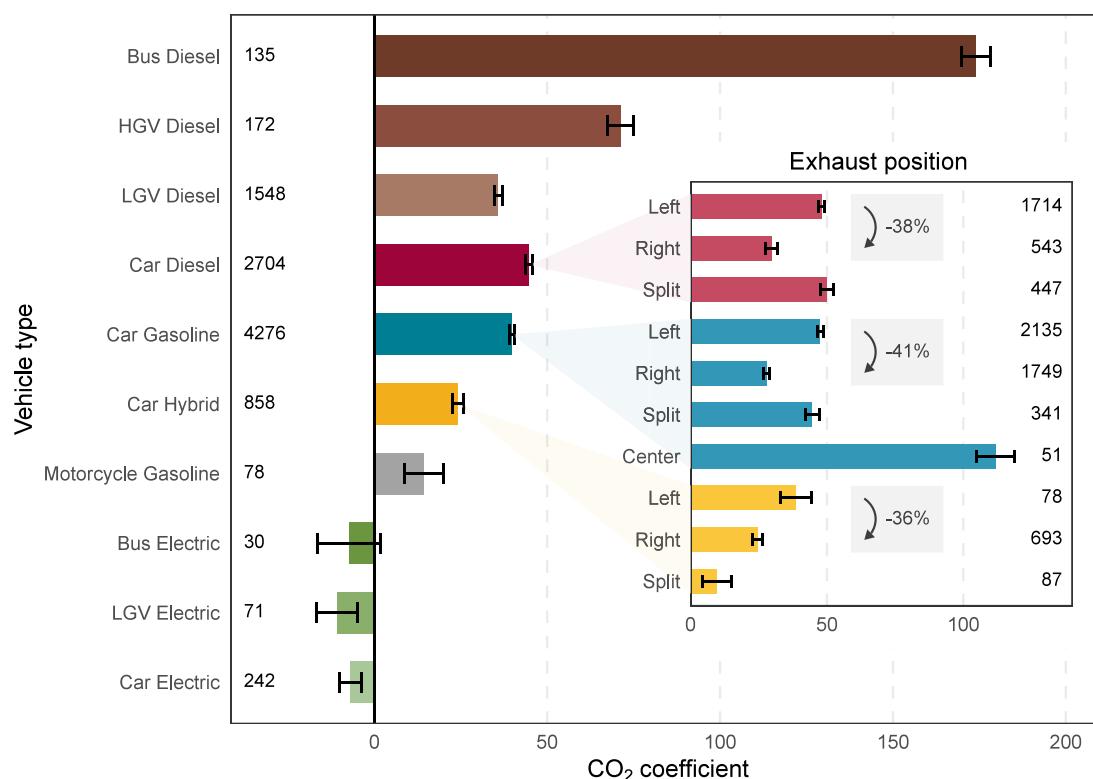 Bus Diesel 135
HGV Diesel 172
LGV Diesel 1548
Car Diesel 2704
Car Gasoline 4276
Car Hybrid 858
Motorcycle Gasoline 78
Bus Electric 30
LGV Electric 71
Car Electric 242
Vehicle type
0 50 100 150 200
CO₂ coefficient
Exhaust position
Left 1714
Right 543
Split 447
-38%
Left 2135
Right 1749
Split 341
Center 51
-41%
Left 78
Right 693
Split 87
-36%
0 50 100